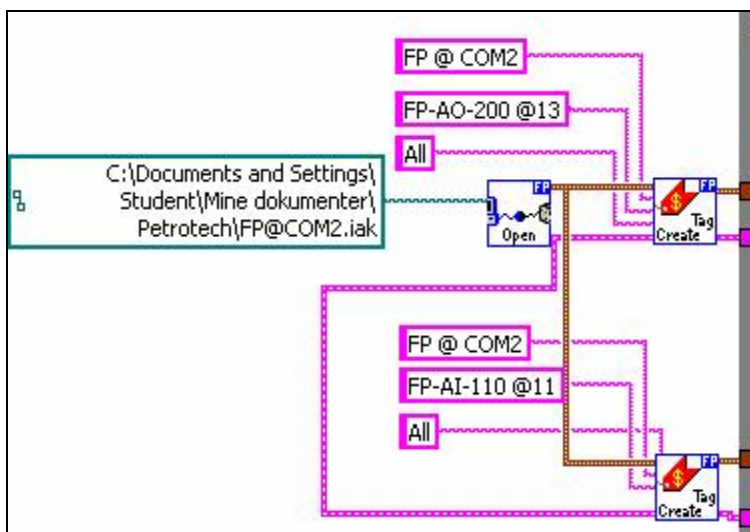 FP @ COM2
FP-AO-200 @13
All
C:\Documents and Settings\
Student\Mine dokumenter\
Petrotech\FP@COM2.iak
FP
Open
FP
$
Tag
Create
FP @ COM2
FP-AI-110 @11
All
FP
$
Tag
Create